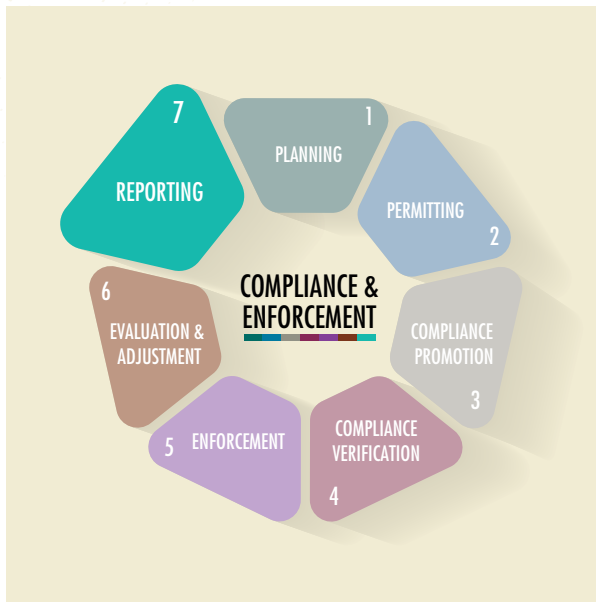 COMPLIANCE &
ENFORCEMENT
1
PLANNING
PERMITTING
2
COMPLIANCE
PROMOTION
3
COMPLIANCE
VERIFICATION
4
5
ENFORCEMENT
6
EVALUATION &
ADJUSTMENT
7
REPORTING